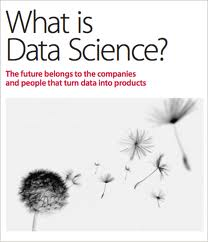 What is
Data Science?
The future belongs to the companies
and people that turn data into products